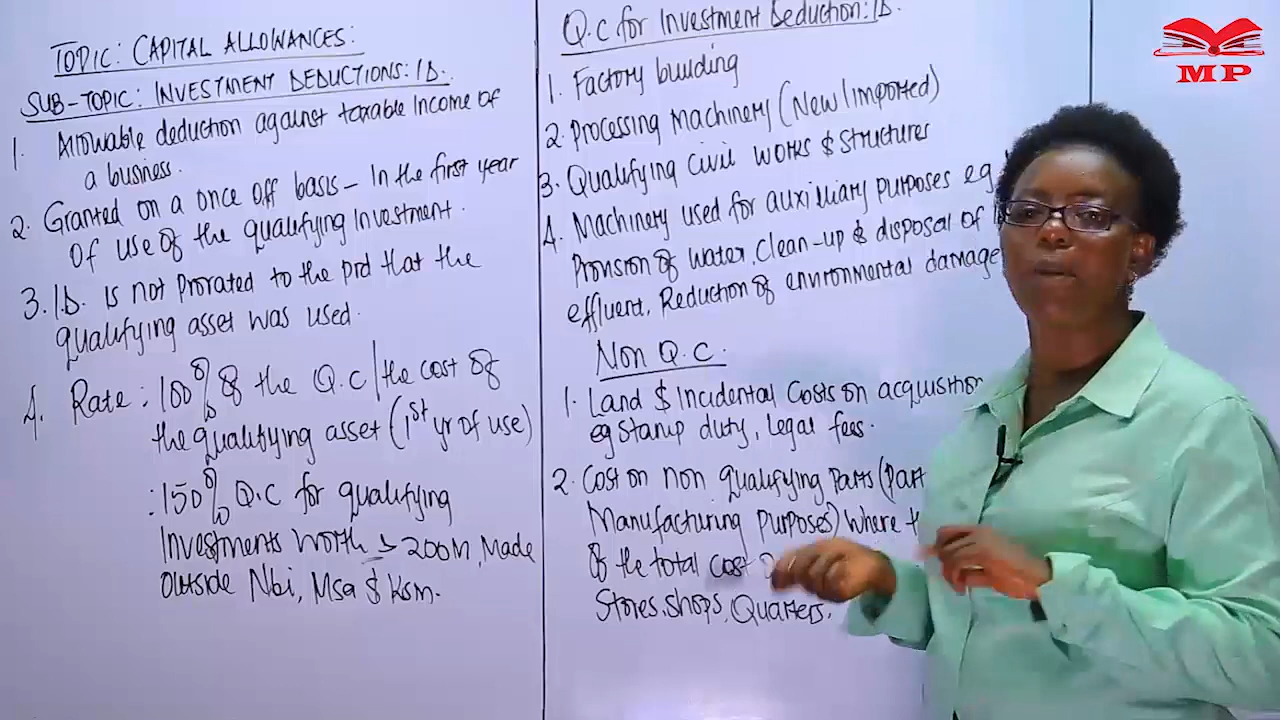 TOPIC: CAPITAL ALLOWANCES:
SUB-TOPIC: INVESTMENT DEDUCTIONS: I.D.
1. Allowable deduction against taxable income of
a business.
2. Granted on a once off basis - In the first year
of use of the qualifying Investment.
3. I.D. is not Prorated to the prd that the
qualifying asset was used.
4. Rate: 100% of the Q.C/the cost of
the qualifying asset (1st yr of use)
: 150% Q.C for qualifying
Investments worth ≥ 200M, Made
outside Nbi, Msa & Ksm.
Q.C for Investment Deduction: I.D.
1. Factory building
2. Processing Machinery (New/Imported)
3. Qualifying Civil works & Structures
4. Machinery used for auxilliary purposes eg
Provision of Water, Clean-up & disposal of
effluent, Reduction of environmental damage
Non Q.C.
1. Land & Incidental Costs on acquisition
eg Stamp duty, Legal fees.
2. Cost on non qualifying Parts (Part
Manufacturing purposes) where
of the total cost
Stores, Shops, Quarters.
MP